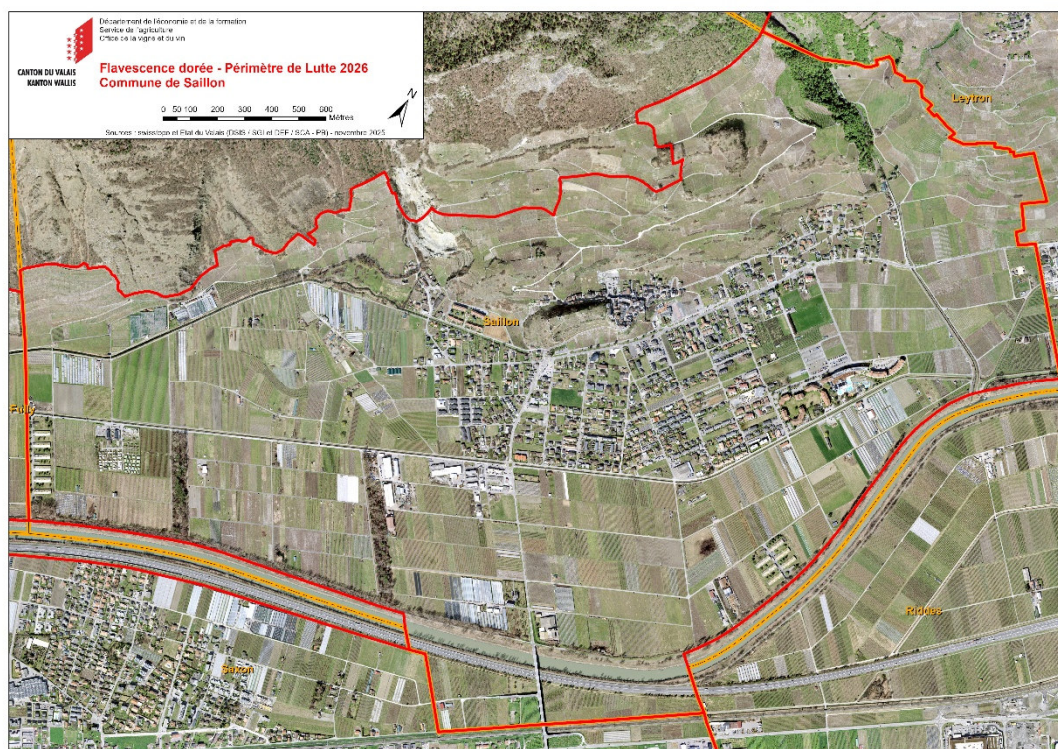 Département de l'économie et de la formation
Service de l'agriculture
Office de la vigne et du vin
CANTON DU VALAIS
KANTON WALLIS
Flavescence dorée - Périmètre de Lutte 2026
Commune de Saillon
N
0 50 100 200 300 400 500 600
Mètres
Sources : swisstopo et Etat du Valais (DSIS / SGI et DEF / SCA - PB) - novembre 2025
Leytron
Saillon
Fully
Riddes
Saxon